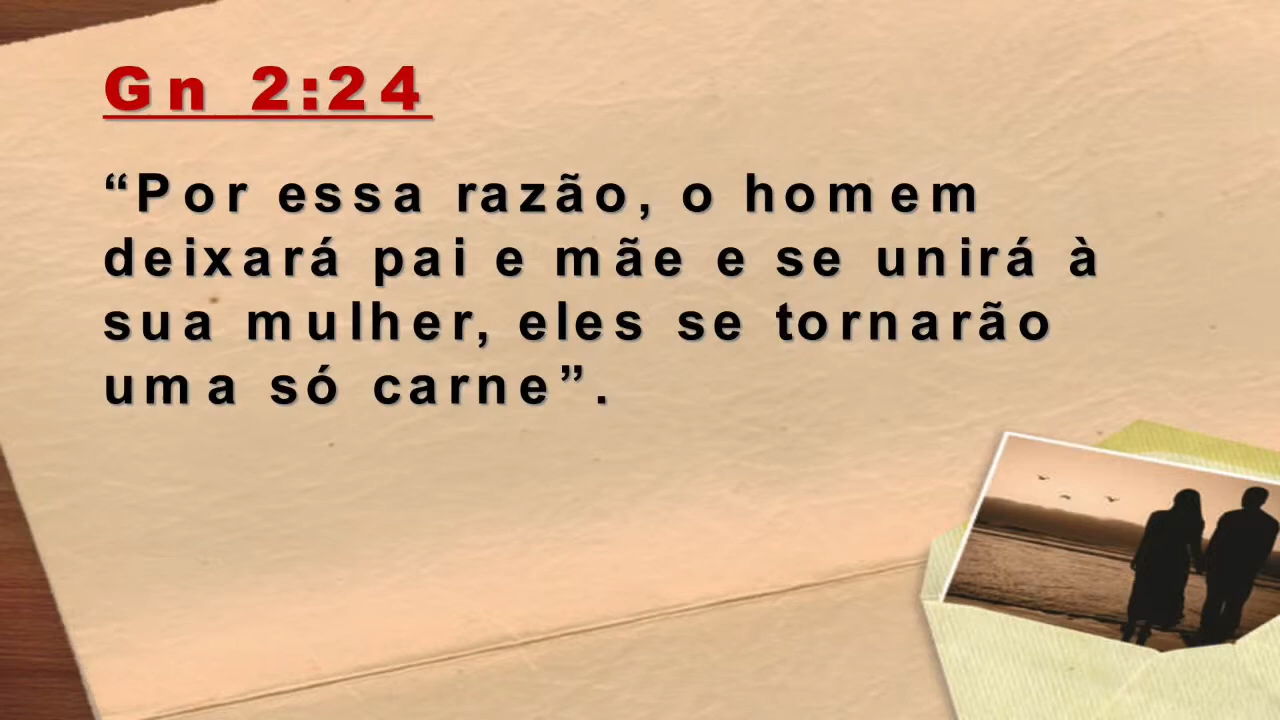 Gn 2:24
“Por essa razão, o homem
deixará pai e mãe e se unirá à
sua mulher, eles se tornarão
uma só carne”.